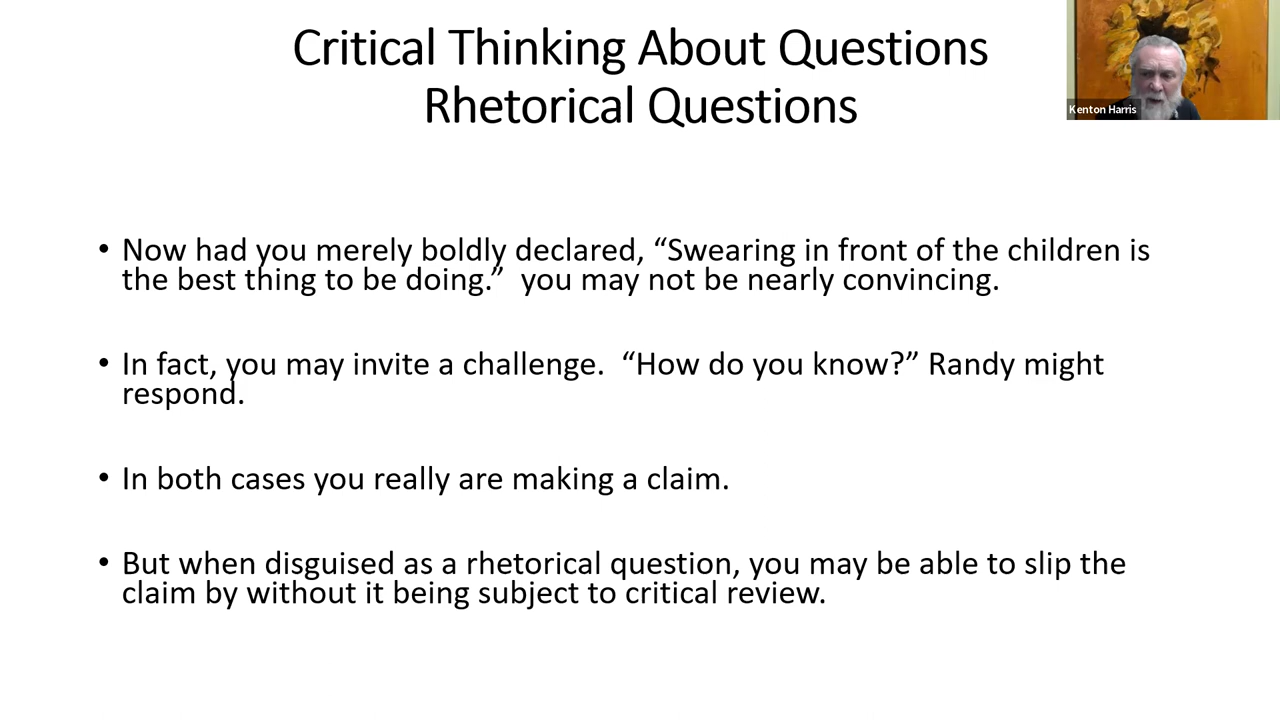 Critical Thinking About Questions
Rhetorical Questions
Kenton Harris
• Now had you merely boldly declared, “Swearing in front of the children is
the best thing to be doing.”  you may not be nearly convincing.
• In fact, you may invite a challenge.  “How do you know?” Randy might
respond.
• In both cases you really are making a claim.
• But when disguised as a rhetorical question, you may be able to slip the
claim by without it being subject to critical review.